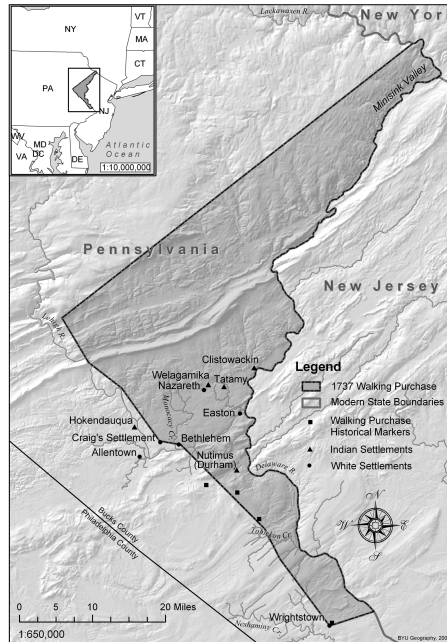 NY
VT
MA
CT
PA
NJ
WV
MD
DC
VA
DE
Atlantic
Ocean
1:10,000,000
Lackawaxen R.
New York
Minisink Valley
Pennsylvania
New Jersey
Lehigh R.
Clistowackin
Welagamika
Nazareth
Tatamy
Monocacy Cr.
Easton
Hokendauqua
Craig's Settlement
Bethlehem
Allentown
Nutimus
(Durham)
Delaware R.
Tohickon Cr.
Bucks County
Philadelphia County
Neshaminy Cr.
Wrightstown
Legend
1737 Walking Purchase
Modern State Boundaries
Walking Purchase
Historical Markers
Indian Settlements
White Settlements
N
W
E
S
0 5 10 20 Miles
1:650,000
BYU Geography,